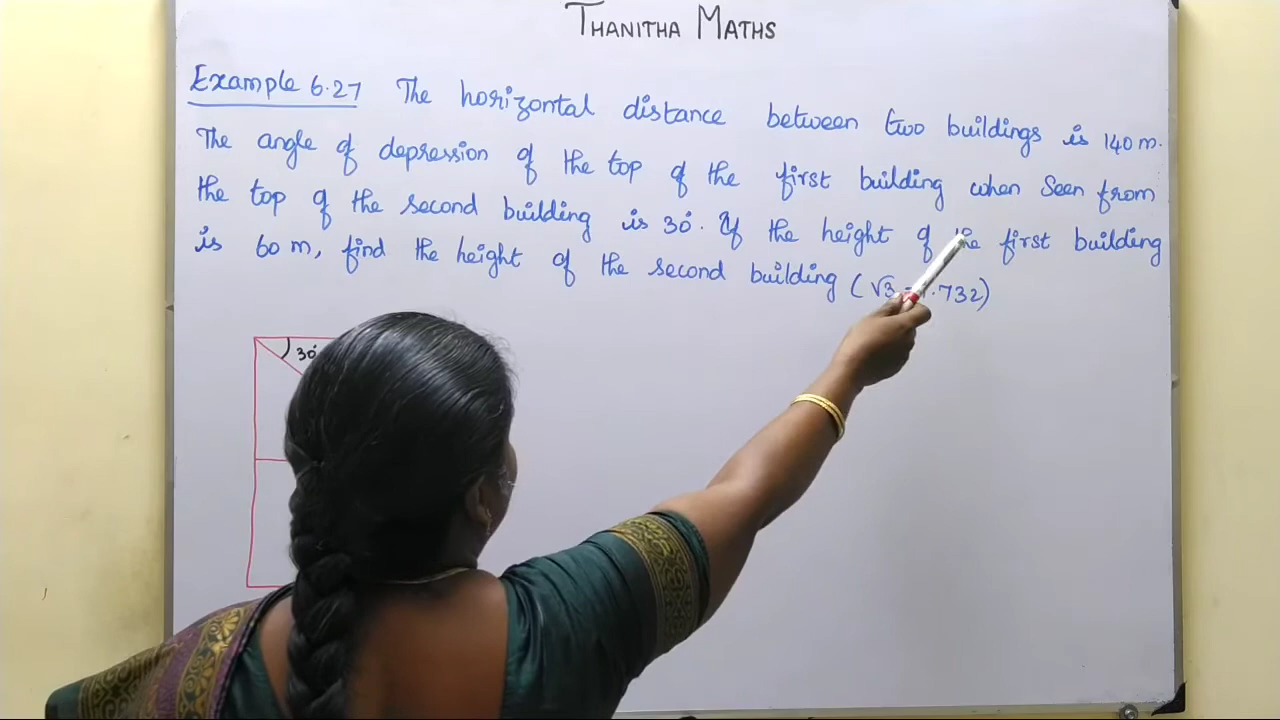 THANITHA MATHS
Example 6.27 The horizontal distance between two buildings is 140 m.
The angle of depression of the top of the first building when seen from
the top of the second building is 30°. If the height of the first building
is 60 m, find the height of the second building (√3 = 1.732)
30°